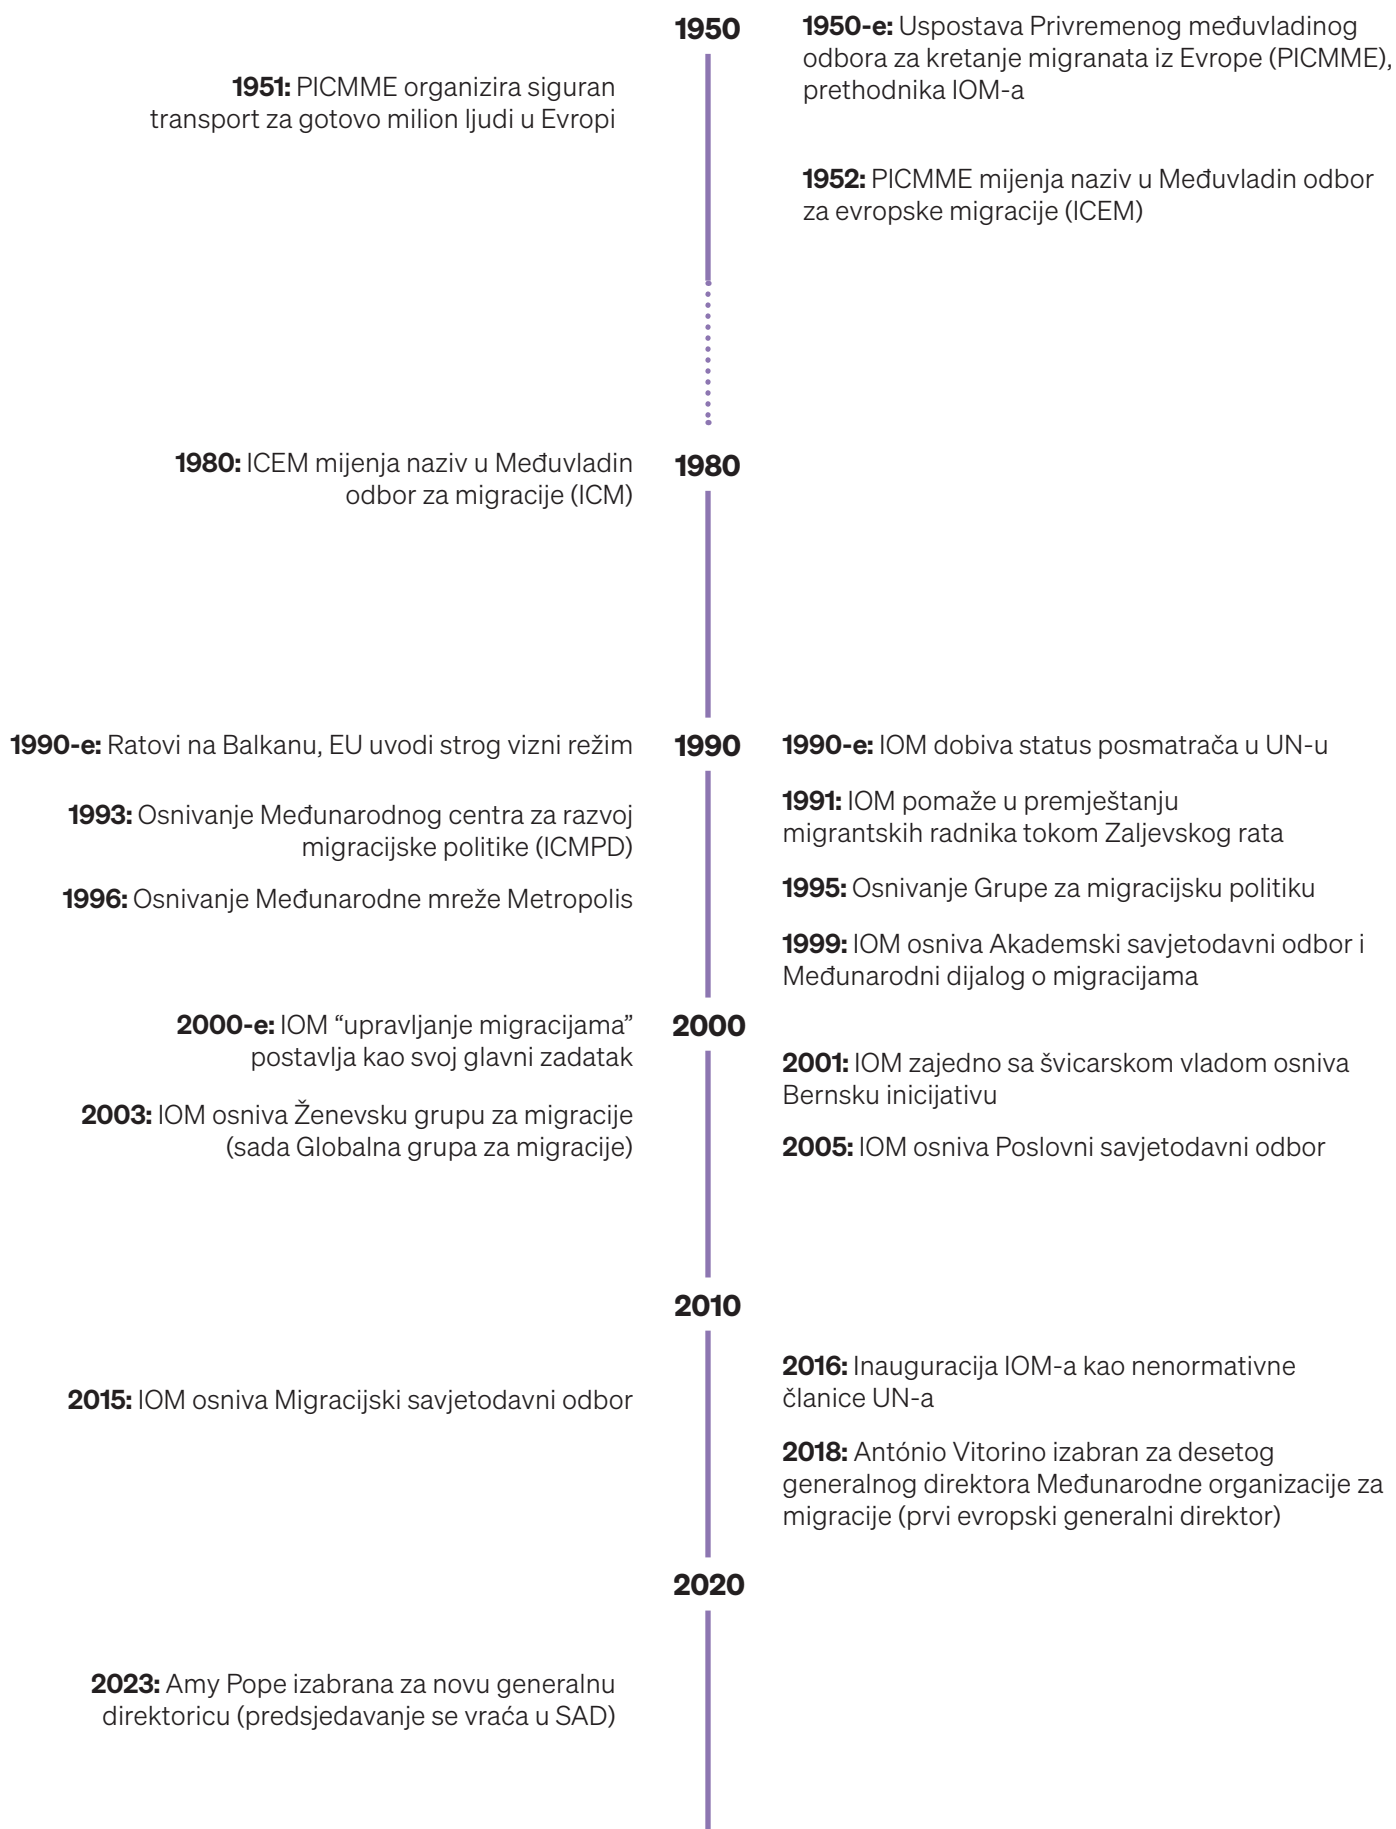 1950
1950-e: Uspostava Privremenog međuvladinog
odbora za kretanje migranata iz Evrope (PICMME),
prethodnika IOM-a
1951: PICMME organizira siguran
transport za gotovo milion ljudi u Evropi
1952: PICMME mijenja naziv u Međuvladin odbor
za evropske migracije (ICEM)
1980
1980: ICEM mijenja naziv u Međuvladin
odbor za migracije (ICM)
1990
1990-e: Ratovi na Balkanu, EU uvodi strog vizni režim
1990-e: IOM dobiva status posmatrača u UN-u
1991: IOM pomaže u premještanju
migrantskih radnika tokom Zaljevskog rata
1993: Osnivanje Međunarodnog centra za razvoj
migracijske politike (ICMPD)
1995: Osnivanje Grupe za migracijsku politiku
1996: Osnivanje Međunarodne mreže Metropolis
1999: IOM osniva Akademski savjetodavni odbor i
Međunarodni dijalog o migracijama
2000
2000-e: IOM “upravljanje migracijama”
postavlja kao svoj glavni zadatak
2001: IOM zajedno sa švicarskom vladom osniva
Bernsku inicijativu
2003: IOM osniva Ženevsku grupu za migracije
(sada Globalna grupa za migracije)
2005: IOM osniva Poslovni savjetodavni odbor
2010
2015: IOM osniva Migracijski savjetodavni odbor
2016: Inauguracija IOM-a kao nenormativne
članice UN-a
2018: António Vitorino izabran za desetog
generalnog direktora Međunarodne organizacije za
migracije (prvi evropski generalni direktor)
2020
2023: Amy Pope izabrana za novu generalnu
direktoricu (predsjedavanje se vraća u SAD)